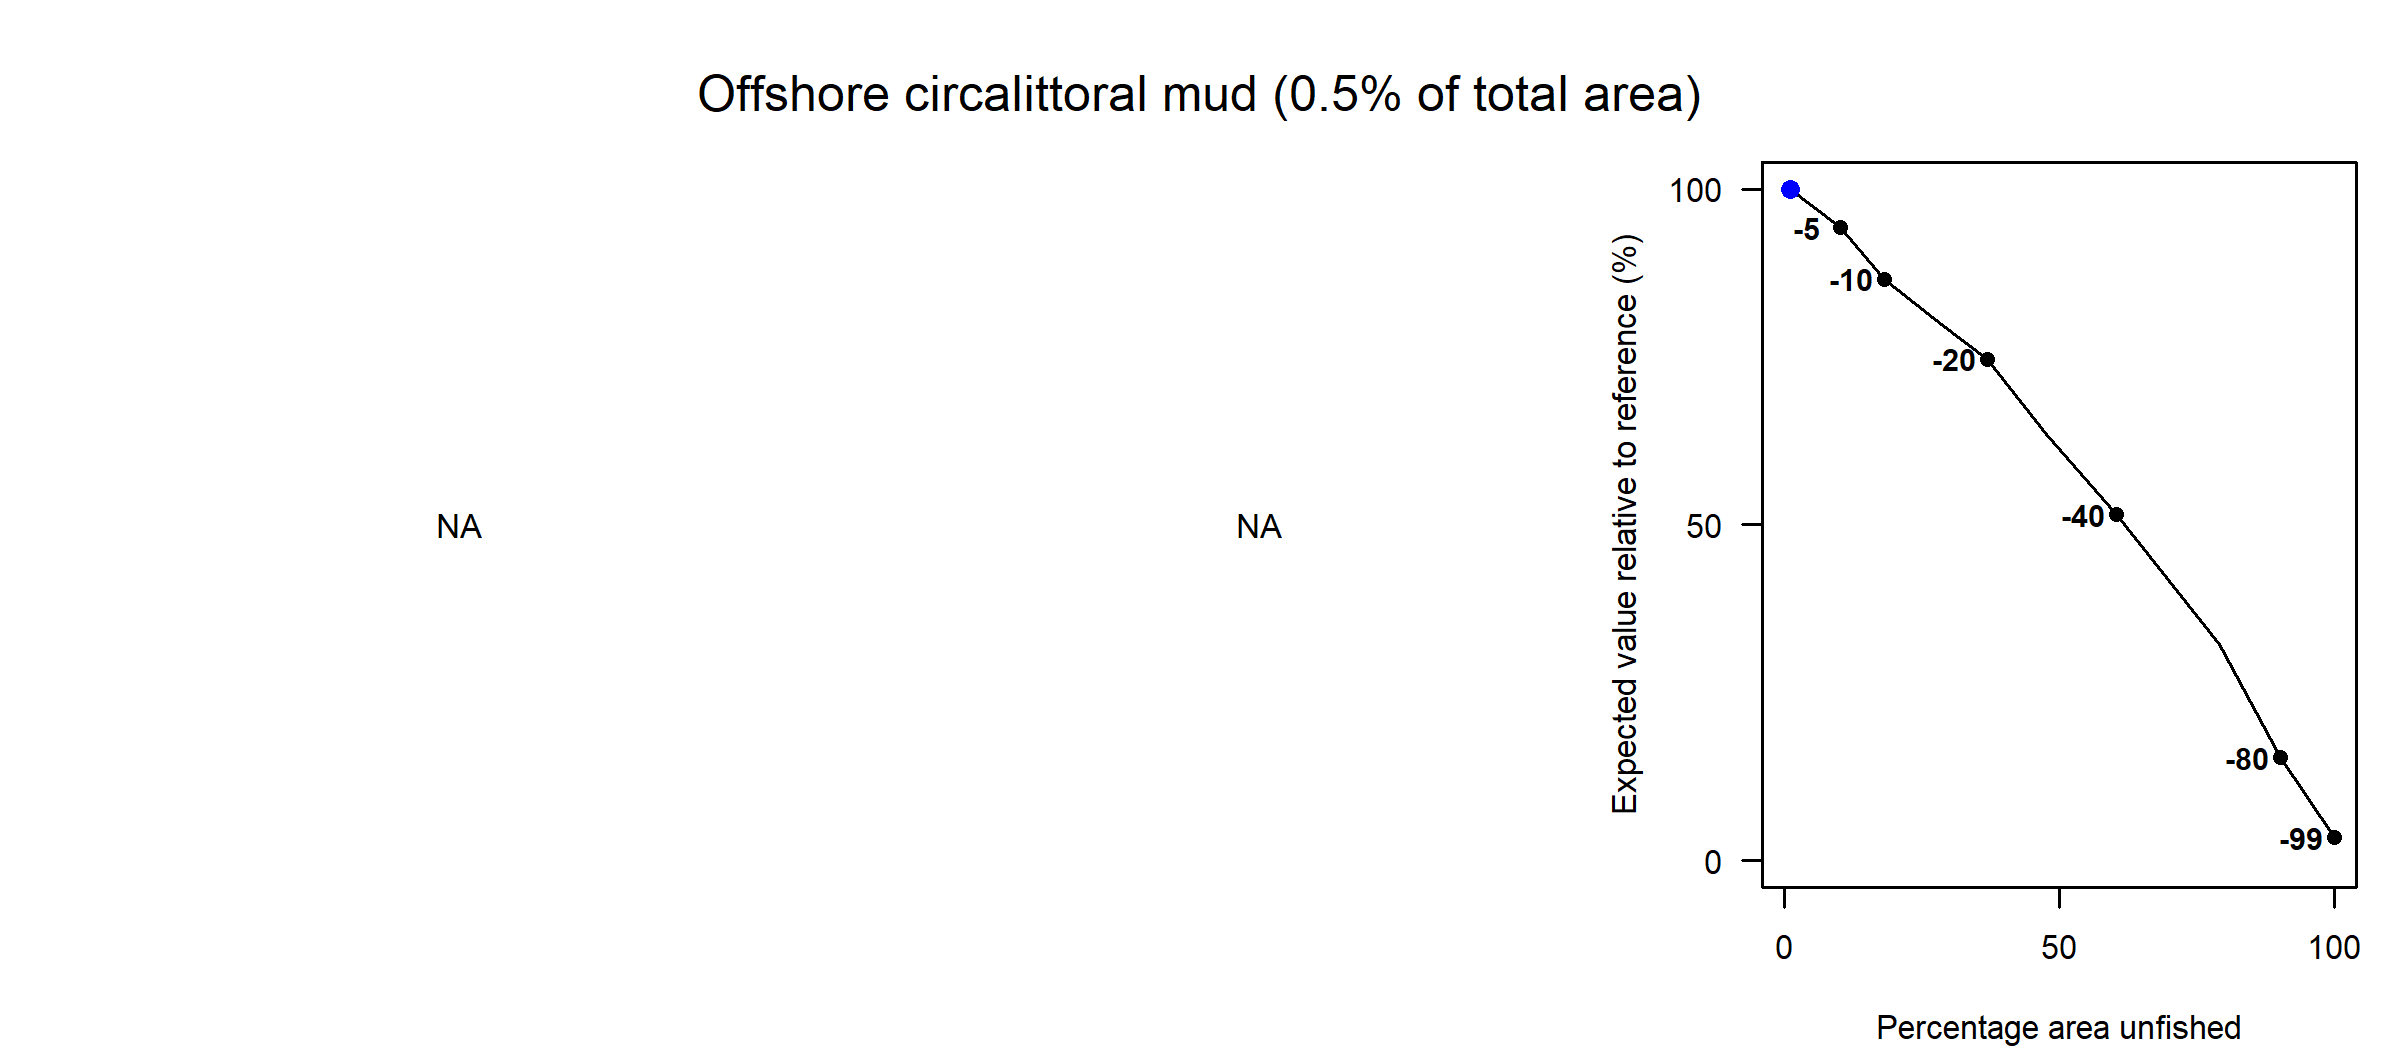 Offshore circalittoral mud (0.5% of total area)
NA
NA
Expected value relative to reference (%)
100
50
0
-5
-10
-20
-40
-80
-99
0
50
100
Percentage area unfished